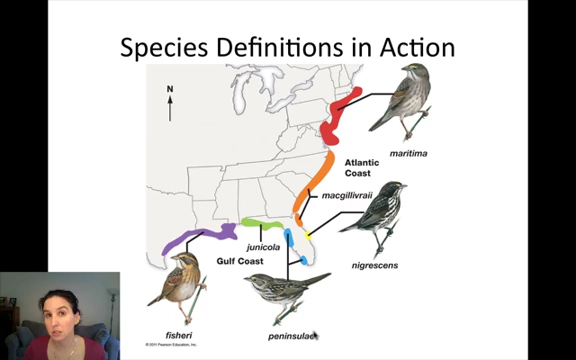 Species Definitions in Action
N
maritima
Atlantic
Coast
macgillivraii
junicola
Gulf Coast
nigrescens
fisheri
peninsulae
© 2011 Pearson Education, Inc.